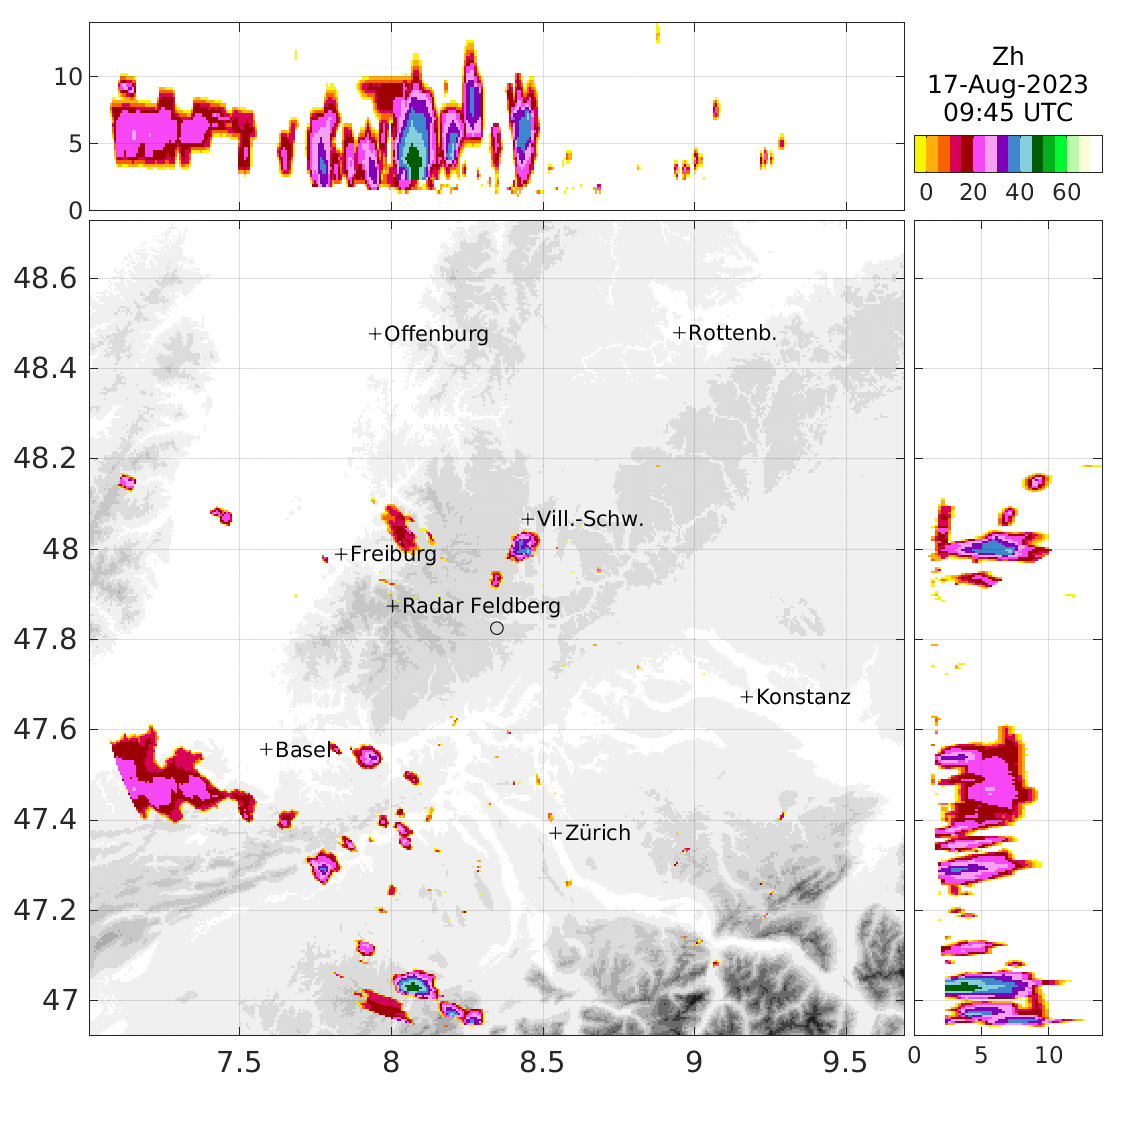 Zh
17-Aug-2023
09:45 UTC
0 20 40 60
10
5
0
48.6
48.4
48.2
48
47.8
47.6
47.4
47.2
47
Offenburg
Rottenb.
Vill.-Schw.
Freiburg
Radar Feldberg
Konstanz
Basel
Zürich
7.5 8 8.5 9 9.5
0 5 10